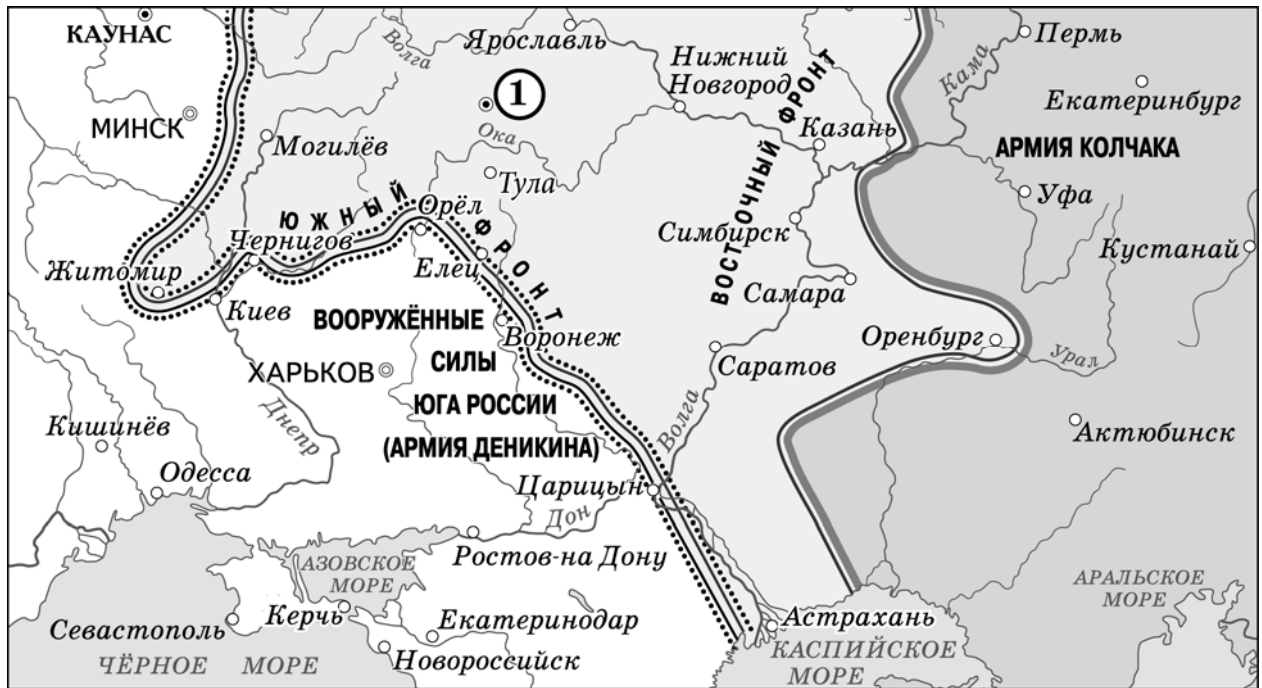 КАУНАС
Волга
Ярославль
Нижний
Новгород
ВОСТОЧНЫЙ ФРОНТ
Пермь
Кама
Екатеринбург
1
МИНСК
Могилёв
Ока
Казань
АРМИЯ КОЛЧАКА
Тула
Уфа
ЮЖНЫЙ ФРОНТ
Орёл
Чернигов
Симбирск
Кустанай
Житомир
Елец
Самара
Киев
ВООРУЖЁННЫЕ
СИЛЫ
ЮГА РОССИИ
(АРМИЯ ДЕНИКИНА)
Воронеж
Оренбург
Урал
ХАРЬКОВ
Саратов
Днепр
Волга
Кишинёв
Актюбинск
Одесса
Царицын
Дон
Ростов-на Дону
АЗОВСКОЕ
МОРЕ
АРАЛЬСКОЕ
МОРЕ
Керчь
Екатеринодар
Астрахань
Севастополь
Новороссийск
ЧЁРНОЕ МОРЕ
КАСПИЙСКОЕ
МОРЕ